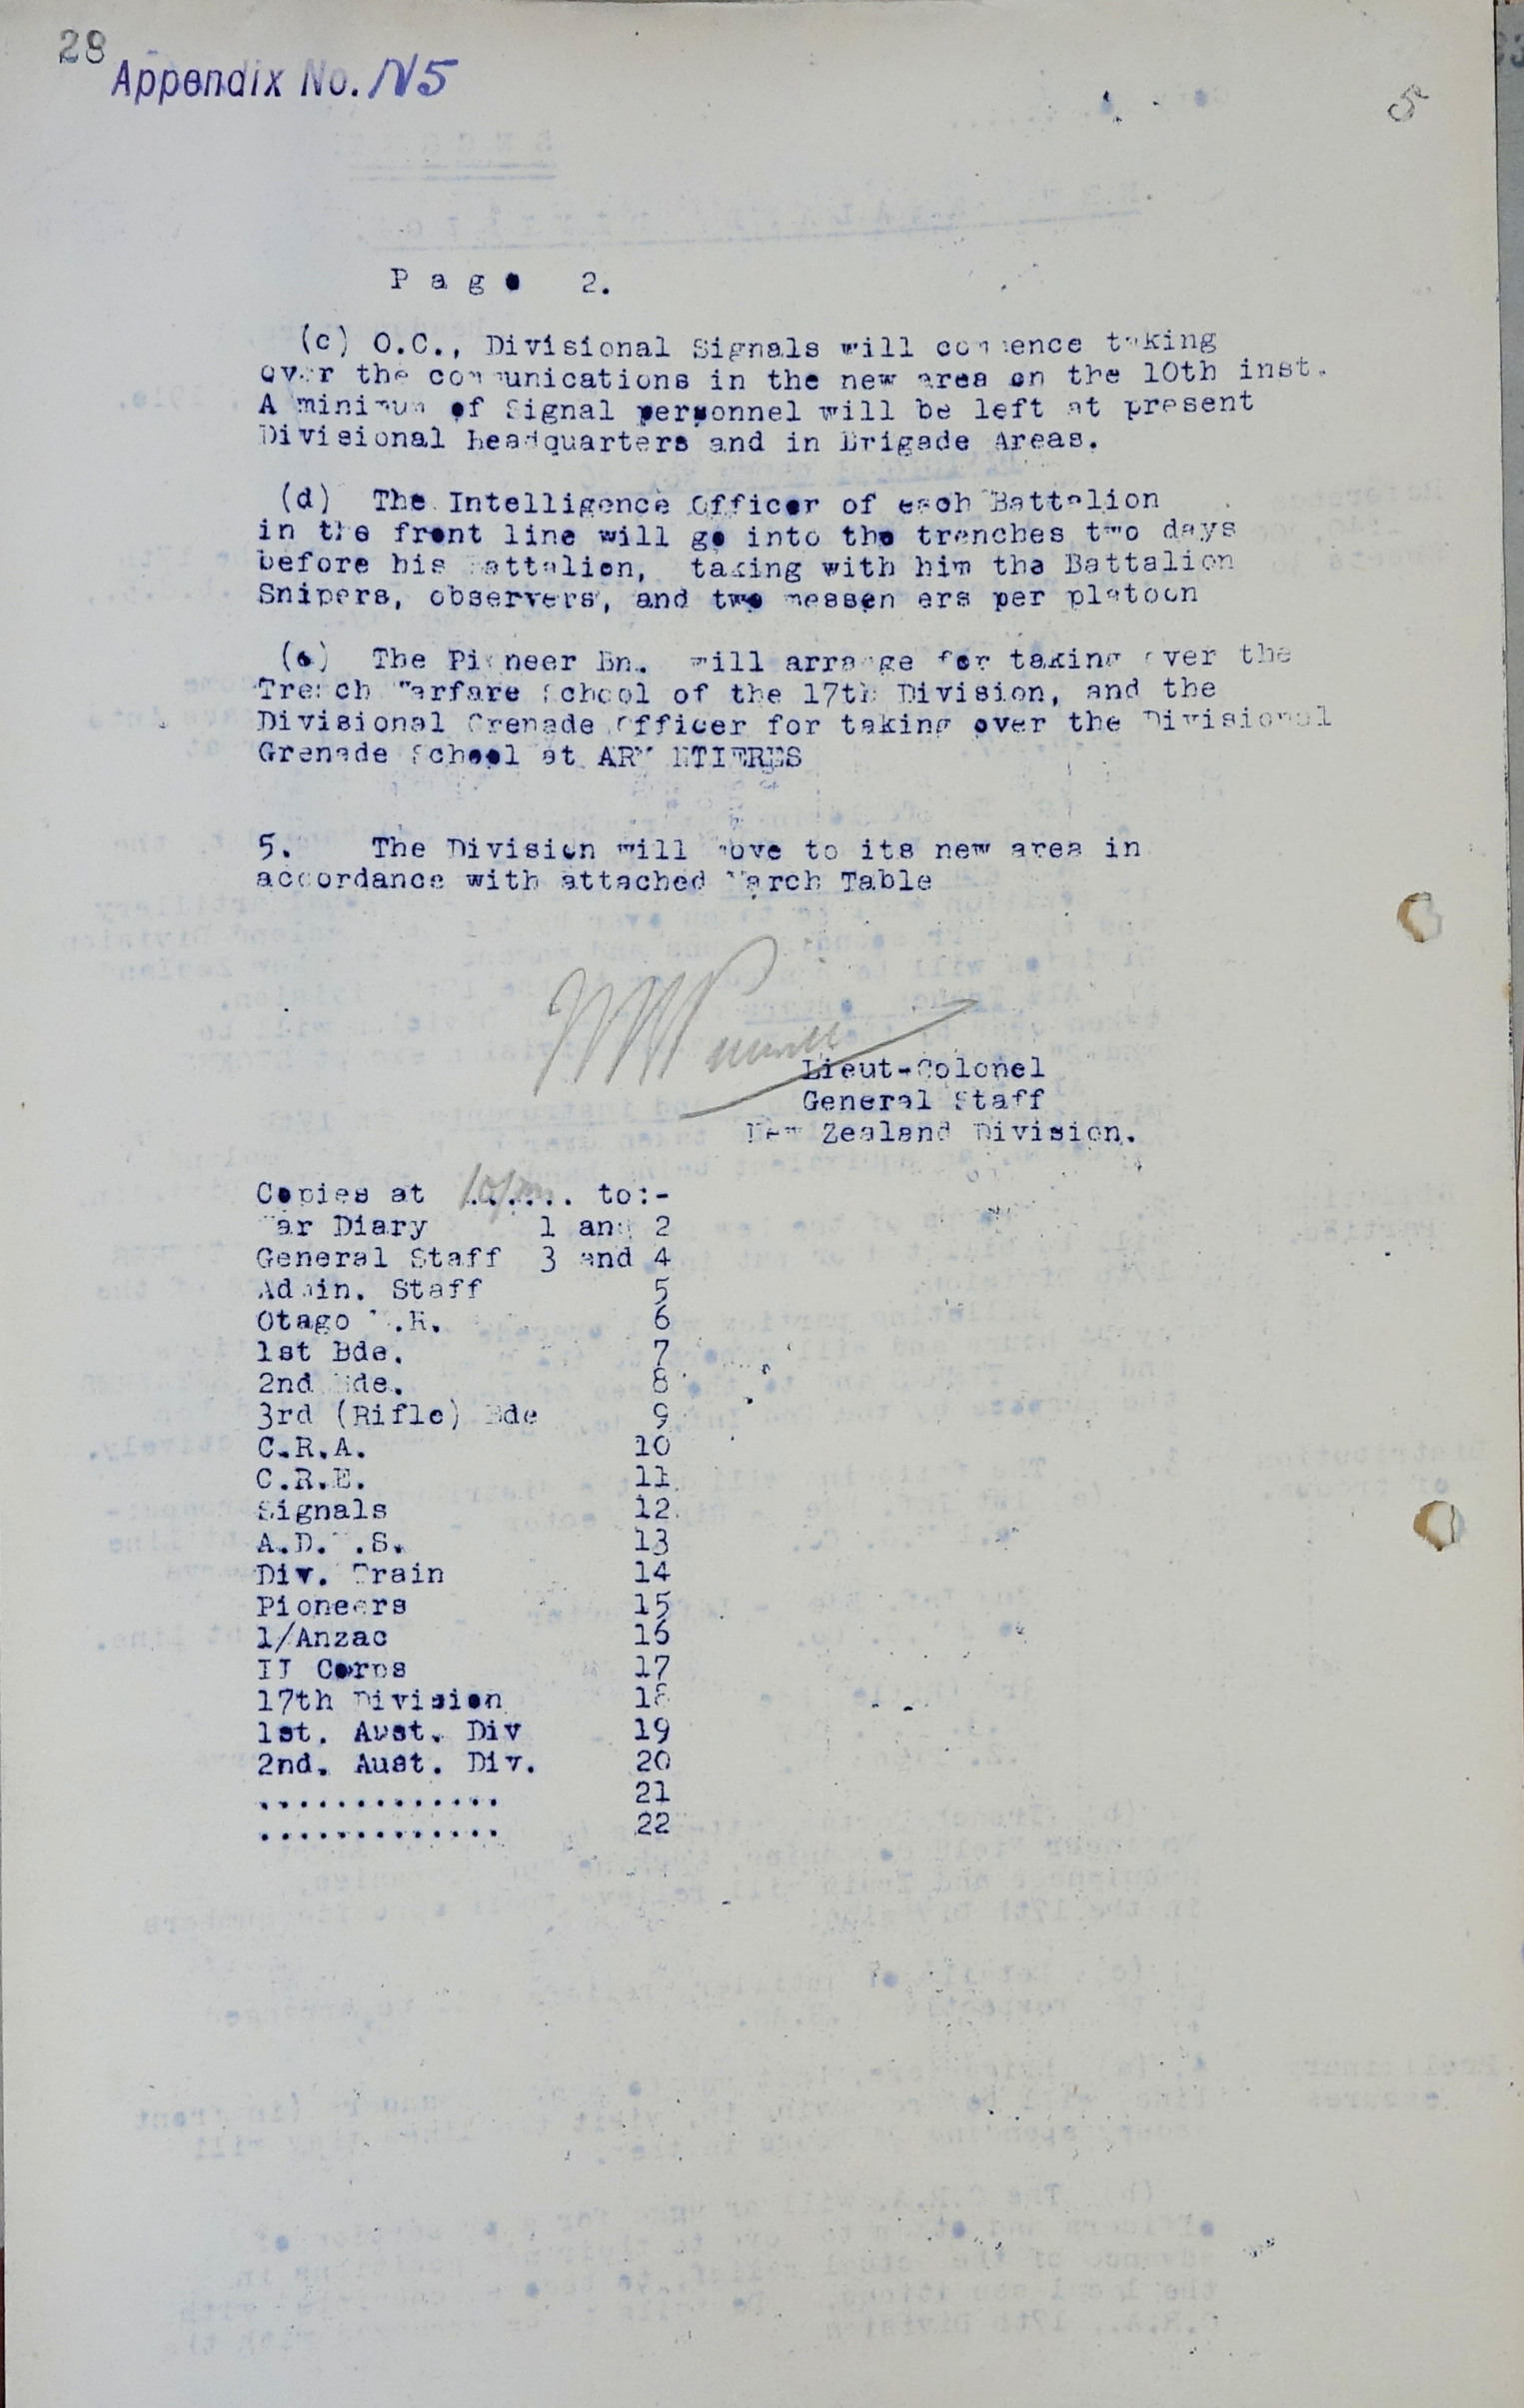 28
Appendix No. N5
5
Page 2.
(c) O.C., Divisional Signals will commence taking
over the communications in the new area on the 10th inst.
A minimum of Signal personnel will be left at present
Divisional headquarters and in Brigade Areas.
(d) The Intelligence Officer of each Battalion
in the front line will go into the trenches two days
before his Battalion, taking with him the Battalion
Snipers, observers, and two messengers per platoon
(e) The Pioneer Bn. will arrange for taking over the
Trench Warfare School of the 17th Division, and the
Divisional Grenade Officer for taking over the Divisional
Grenade School at ARMENTIERES
5. The Division will move to its new area in
accordance with attached March Table
Lieut-Colonel
General Staff
New Zealand Division.
Copies at 10pm ...... to:-
War Diary 1 and 2
General Staff 3 and 4
Admin. Staff 5
Otago M.R. 6
1st Bde. 7
2nd Bde. 8
3rd (Rifle) Bde 9
C.R.A. 10
C.R.E. 11
Signals 12
A.D.M.S. 13
Div. Train 14
Pioneers 15
1/Anzac 16
II Corps 17
17th Division 18
1st. Aust. Div 19
2nd. Aust. Div. 20
............. 21
............. 22